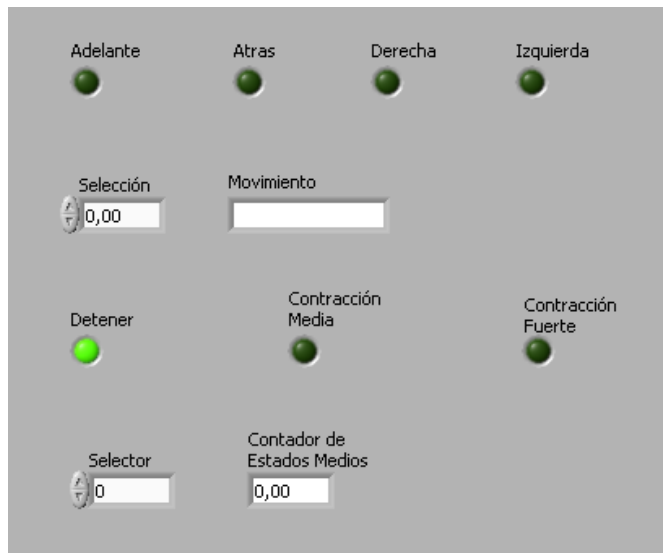 Adelante
Atras
Derecha
Izquierda
Selección
Movimiento
0,00
Detener
Contracción
Media
Contracción
Fuerte
Selector
Contador de
Estados Medios
0
0,00